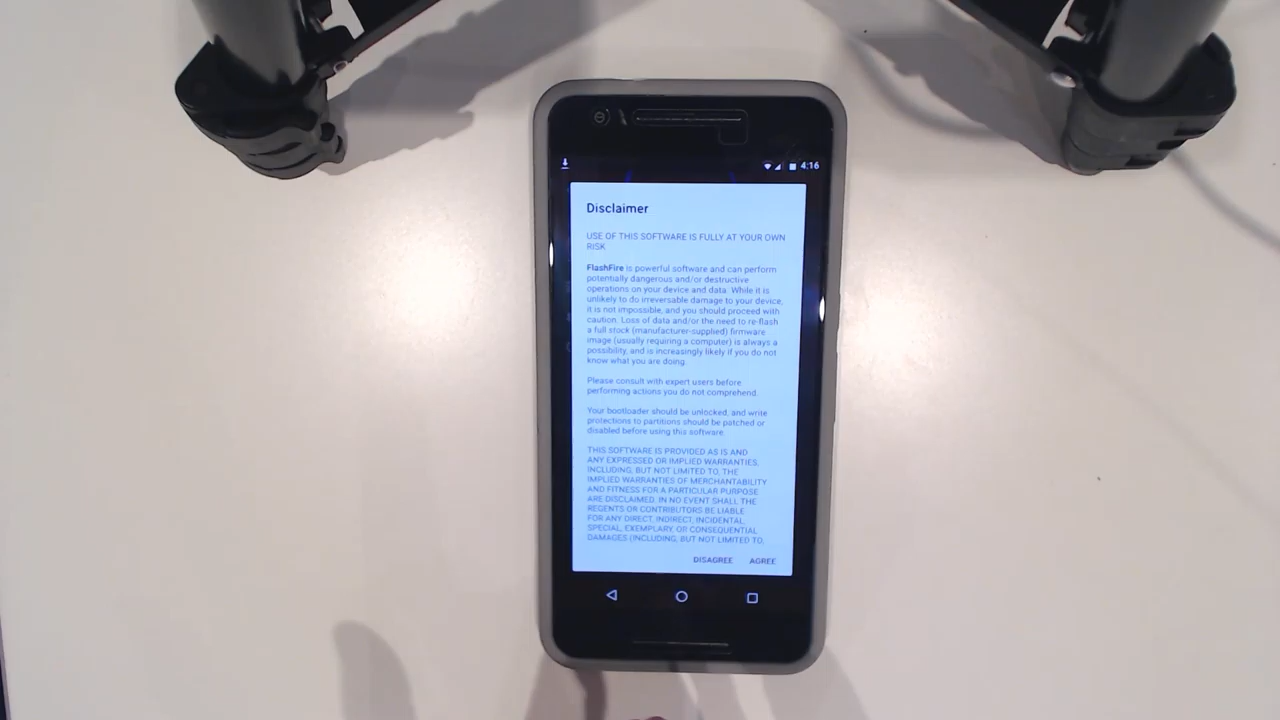 4:16
Disclaimer
USE OF THIS SOFTWARE IS FULLY AT YOUR OWN
RISK
FlashFire is powerful software and can perform
potentially dangerous and/or destructive
operations on your device and data. While it is
unlikely to do irreversable damage to your device,
it is not impossible, and you should proceed with
caution. Loss of data and/or the need to re-flash
a full stock (manufacturer-supplied) firmware
image (usually requiring a computer) is always a
possibility, and is increasingly likely if you do not
know what you are doing.
Please consult with expert users before
performing actions you do not comprehend.
Your bootloader should be unlocked, and write
protections to partitions should be patched or
disabled before using this software.
THIS SOFTWARE IS PROVIDED AS IS AND
ANY EXPRESSED OR IMPLIED WARRANTIES,
INCLUDING, BUT NOT LIMITED TO, THE
IMPLIED WARRANTIES OF MERCHANTABILITY
AND FITNESS FOR A PARTICULAR PURPOSE
ARE DISCLAIMED. IN NO EVENT SHALL THE
REGENTS OR CONTRIBUTORS BE LIABLE
FOR ANY DIRECT, INDIRECT, INCIDENTAL,
SPECIAL, EXEMPLARY, OR CONSEQUENTIAL
DAMAGES (INCLUDING, BUT NOT LIMITED TO,
DISAGREE AGREE